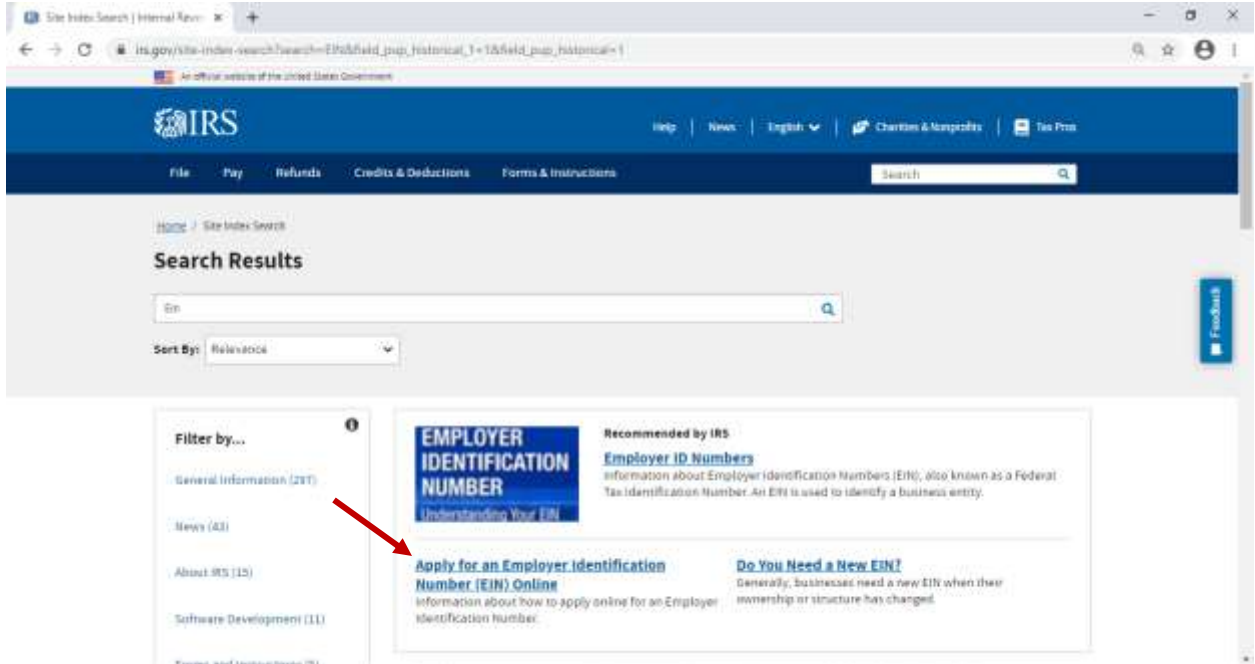 Site Index Search | Internal Reve
irs.gov/site-index-search?search=EIN&field_pup_historical_1=1&field_pup_historical=1
An official website of the United States Government
IRS
Help | News | English | Charities & Nonprofits | Tax Pros
File Pay Refunds Credits & Deductions Forms & Instructions Search
Home / Site Index Search
Search Results
Ein
Sort By: Relevance
Feedback
Filter by...
General Information (297)
News (43)
About IRS (15)
Software Development (11)
Forms and Instructions
EMPLOYER
IDENTIFICATION
NUMBER
Understanding Your EIN
Recommended by IRS
Employer ID Numbers
Information about Employer Identification Numbers (EIN), also known as a Federal
Tax Identification Number. An EIN is used to identify a business entity.
Apply for an Employer Identification
Number (EIN) Online
Information about how to apply online for an Employer
Identification Number.
Do You Need a New EIN?
Generally, businesses need a new EIN when their
ownership or structure has changed.